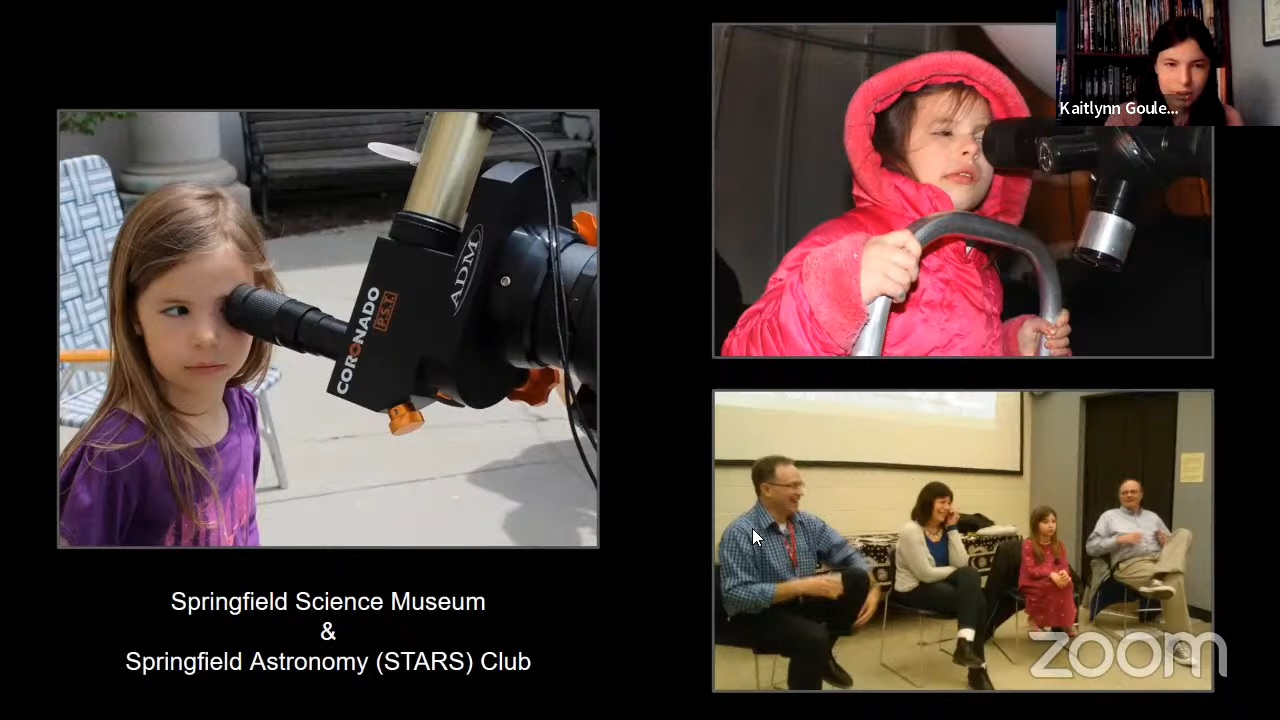 Kaitlynn Goule...
ADM
CORONADO
P.S.T.
Springfield Science Museum
&
Springfield Astronomy (STARS) Club
zoom